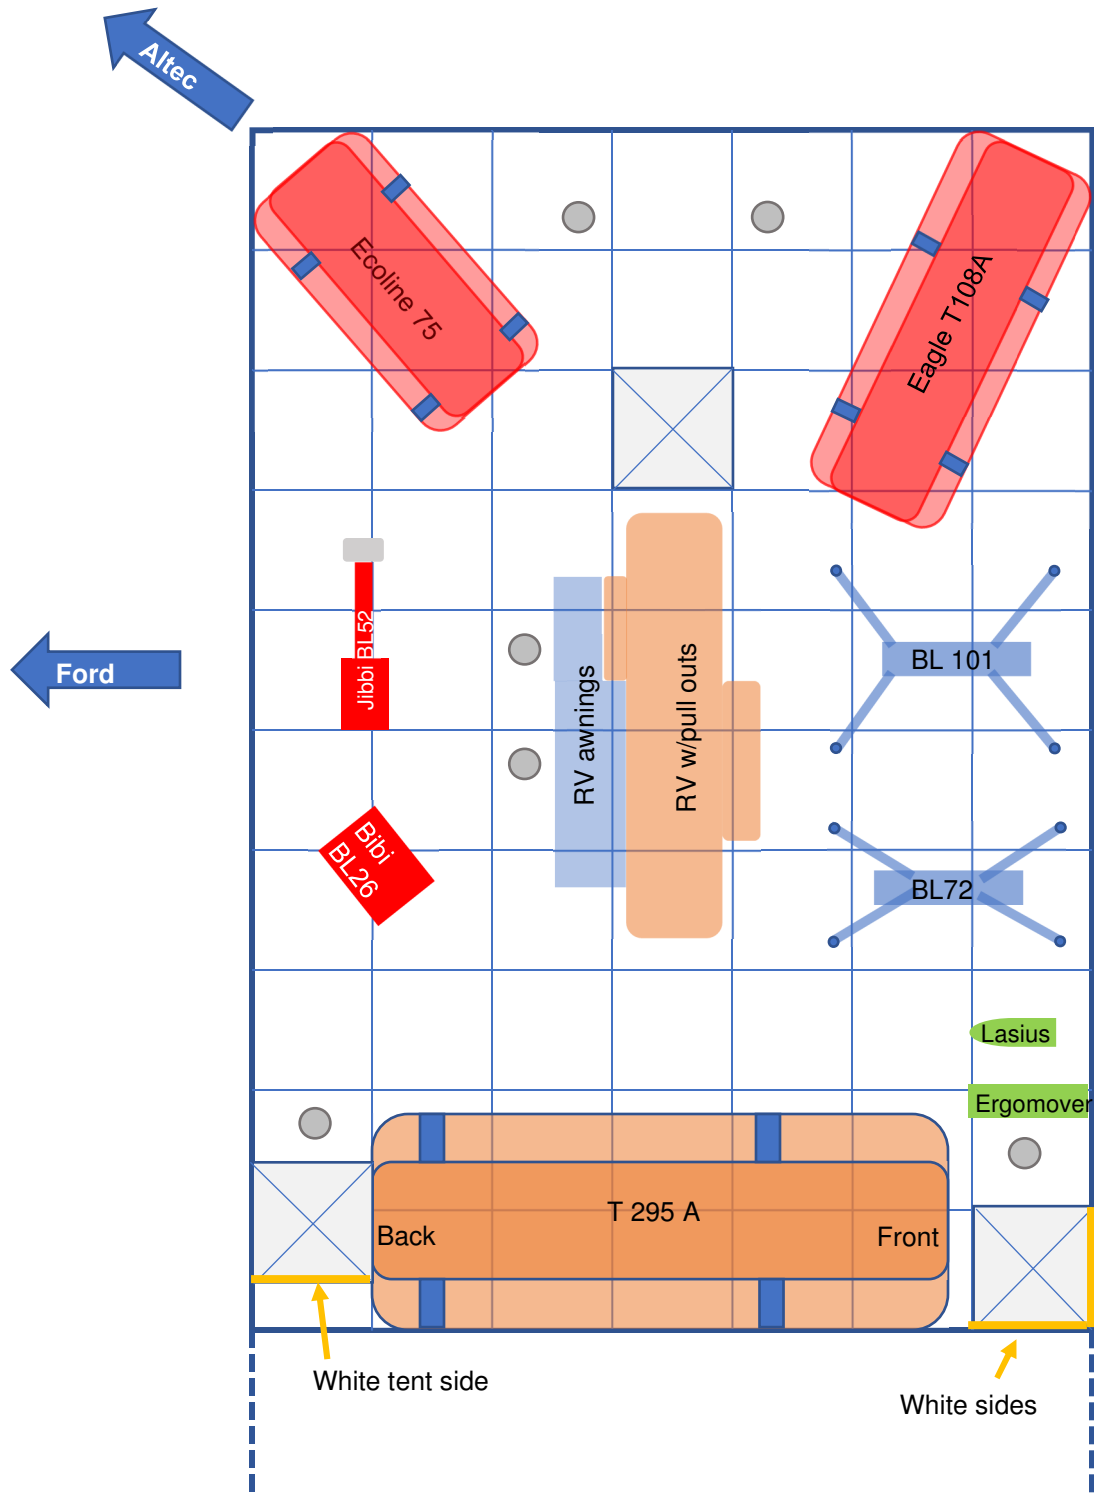 Altec
Ecoline 75
Eagle T108A
Ford
Jibbi BL52
RV awnings
RV w/pull outs
BL 101
Bibi
BL26
BL72
Lasius
Ergomover
T 295 A
Back
Front
White tent side
White sides